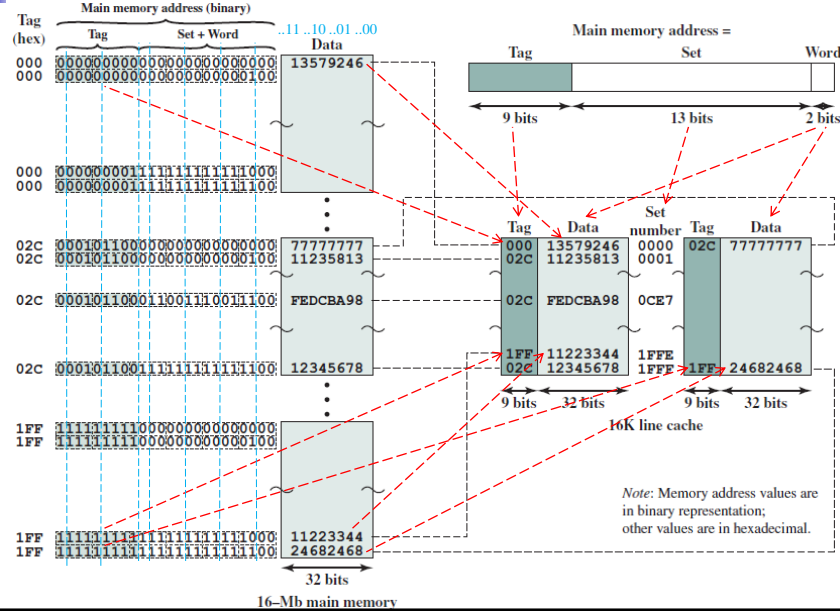 Main memory address (binary)
Tag
(hex)
Tag
Set + Word
..11 ..10 ..01 ..00
Data
000 000000000000000000000000 13579246
000 000000000000000000000100
000 000000001111111111111000
000 000000001111111111111100
02C 000101100000000000000000 77777777
02C 000101100000000000000100 11235813
02C 000101100011001110011100 FEDCBA98
02C 000101100111111111111100 12345678
1FF 111111111000000000000000
1FF 111111111000000000000100
1FF 111111111111111111111000 11223344
1FF 111111111111111111111100 24682468
32 bits
16–Mb main memory
Main memory address =
Tag Set Word
9 bits 13 bits 2 bits
Tag Data Set number Tag Data
000 13579246 0000 02C 77777777
02C 11235813 0001
02C FEDCBA98 0CE7
1FF 11223344 1FFE
02C 12345678 1FFF 1FF 24682468
9 bits 32 bits 9 bits 32 bits
16K line cache
Note: Memory address values are
in binary representation;
other values are in hexadecimal.